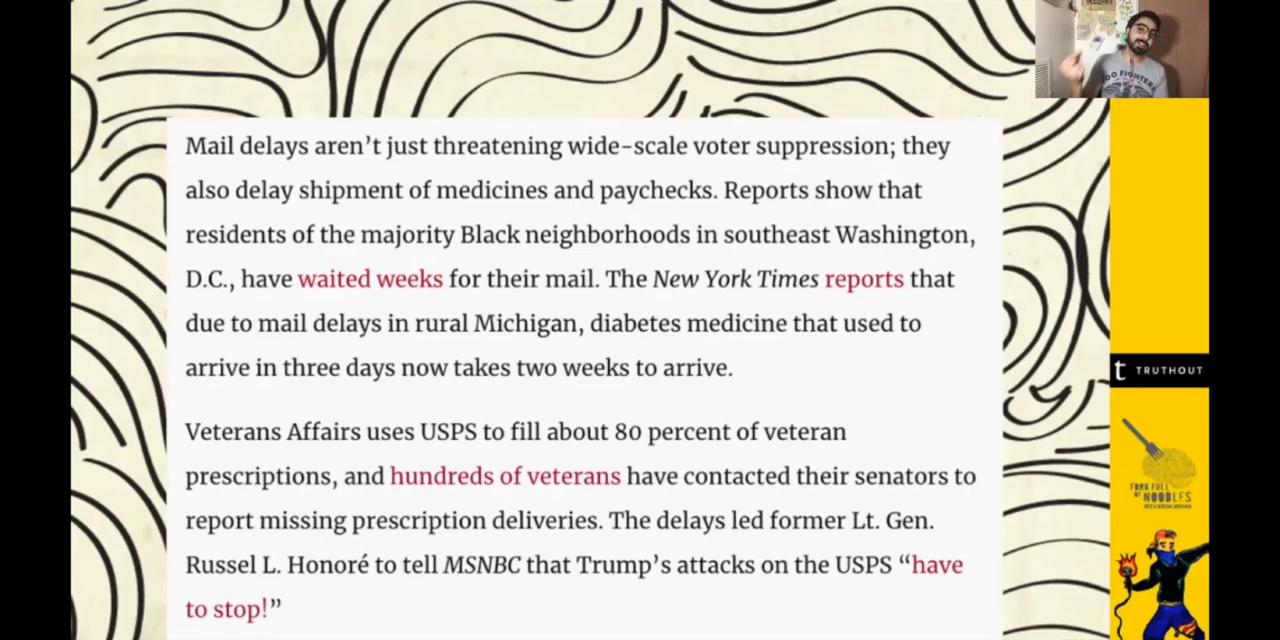 Mail delays aren’t just threatening wide-scale voter suppression; they
also delay shipment of medicines and paychecks. Reports show that
residents of the majority Black neighborhoods in southeast Washington,
D.C., have waited weeks for their mail. The New York Times reports that
due to mail delays in rural Michigan, diabetes medicine that used to
arrive in three days now takes two weeks to arrive.
Veterans Affairs uses USPS to fill about 80 percent of veteran
prescriptions, and hundreds of veterans have contacted their senators to
report missing prescription deliveries. The delays led former Lt. Gen.
Russel L. Honoré to tell MSNBC that Trump’s attacks on the USPS “have
to stop!”
t TRUTHOUT
FORK FULL
OF NOODLES